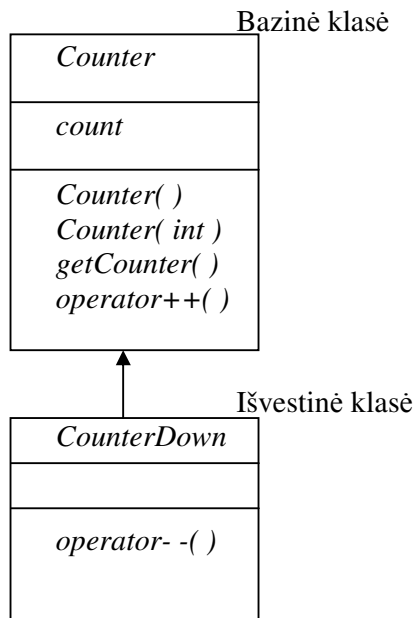 Bazinė klasė
Counter
count
Counter( )
Counter( int )
getCounter( )
operator++( )
Išvestinė klasė
CounterDown
operator- -( )